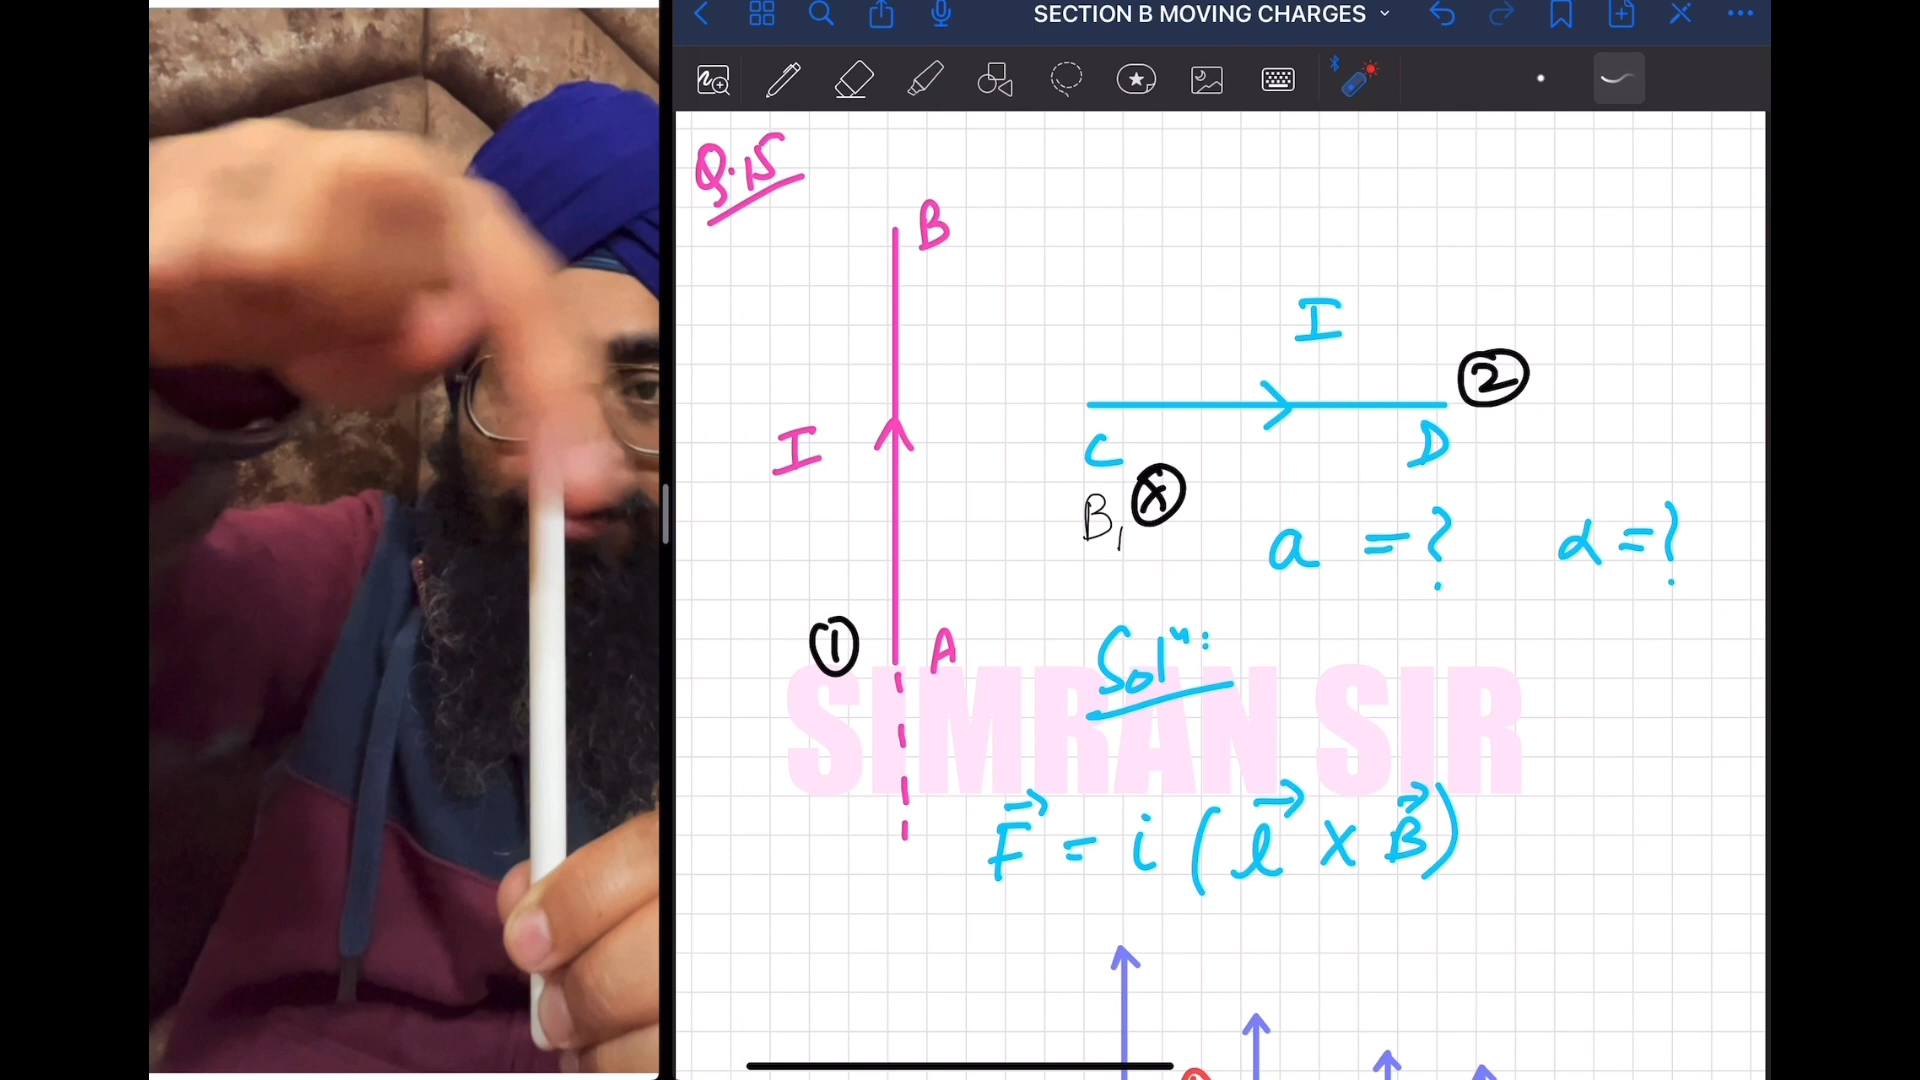 SECTION B MOVING CHARGES
Q.15
B
I
2
I
C
D
B₁ X
a = ?
α = ?
1
A
Solⁿ:
SIMRAN SIR
F⃗ = i (l⃗ × B⃗)